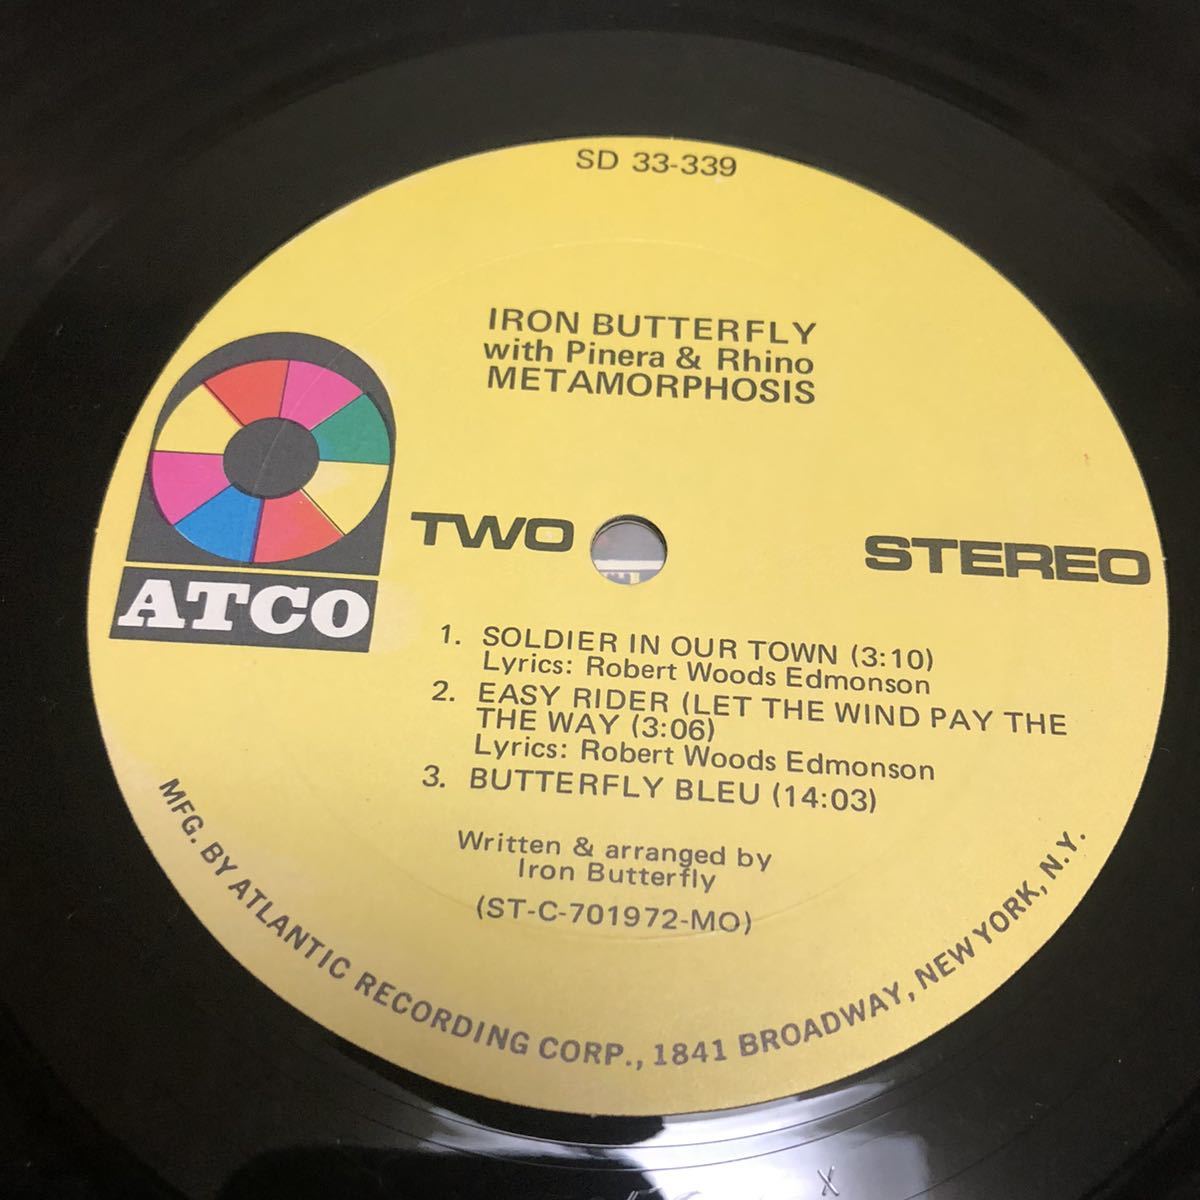 SD 33-339
IRON BUTTERFLY
with Pinera & Rhino
METAMORPHOSIS
ATCO
TWO
STEREO
1. SOLDIER IN OUR TOWN (3:10)
Lyrics: Robert Woods Edmonson
2. EASY RIDER (LET THE WIND PAY THE
THE WAY (3:06)
Lyrics: Robert Woods Edmonson
3. BUTTERFLY BLEU (14:03)
Written & arranged by
Iron Butterfly
(ST-C-701972-MO)
MFG. BY ATLANTIC RECORDING CORP., 1841 BROADWAY, NEW YORK, N.Y.
X